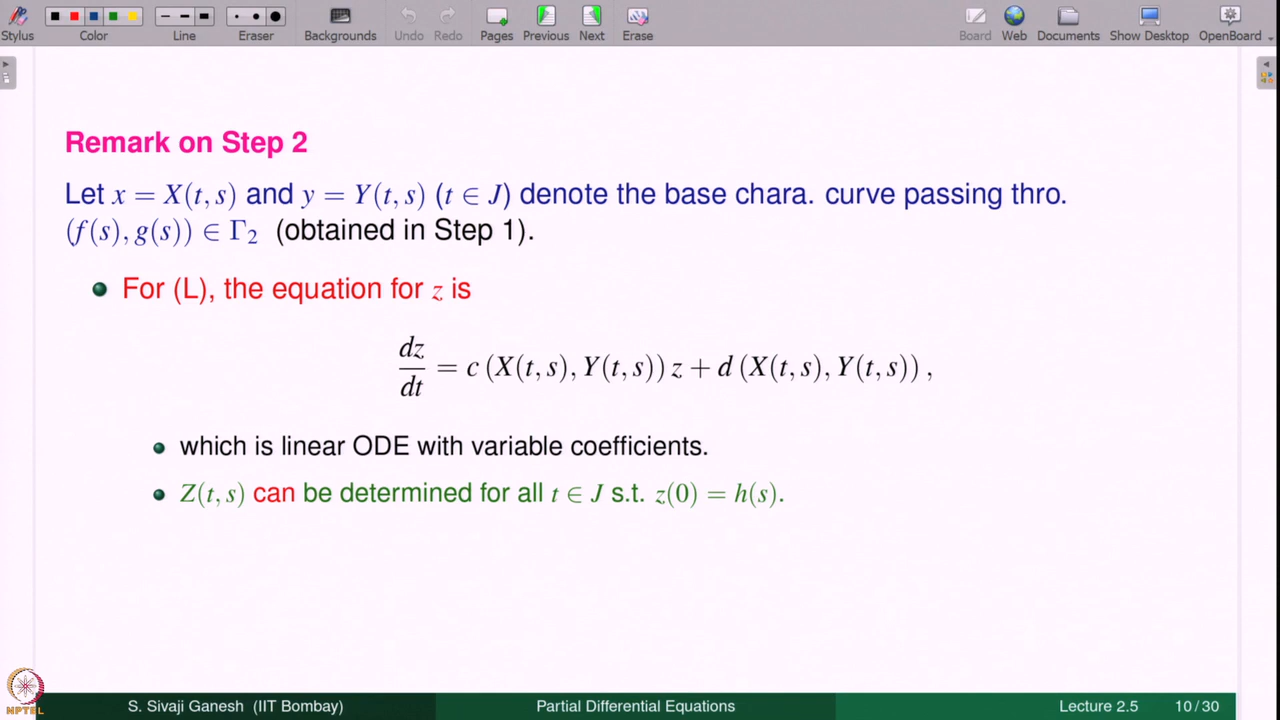 Stylus Color Line Eraser Backgrounds Undo Redo Pages Previous Next Erase Board Web Documents Show Desktop OpenBoard
Remark on Step 2
Let x = X(t, s) and y = Y(t, s) (t ∈ J) denote the base chara. curve passing thro.
(f(s), g(s)) ∈ Γ₂ (obtained in Step 1).
For (L), the equation for z is
dz/dt = c (X(t, s), Y(t, s)) z + d (X(t, s), Y(t, s)) ,
which is linear ODE with variable coefficients.
Z(t, s) can be determined for all t ∈ J s.t. z(0) = h(s).
NPTEL
S. Sivaji Ganesh (IIT Bombay) Partial Differential Equations Lecture 2.5 10 / 30